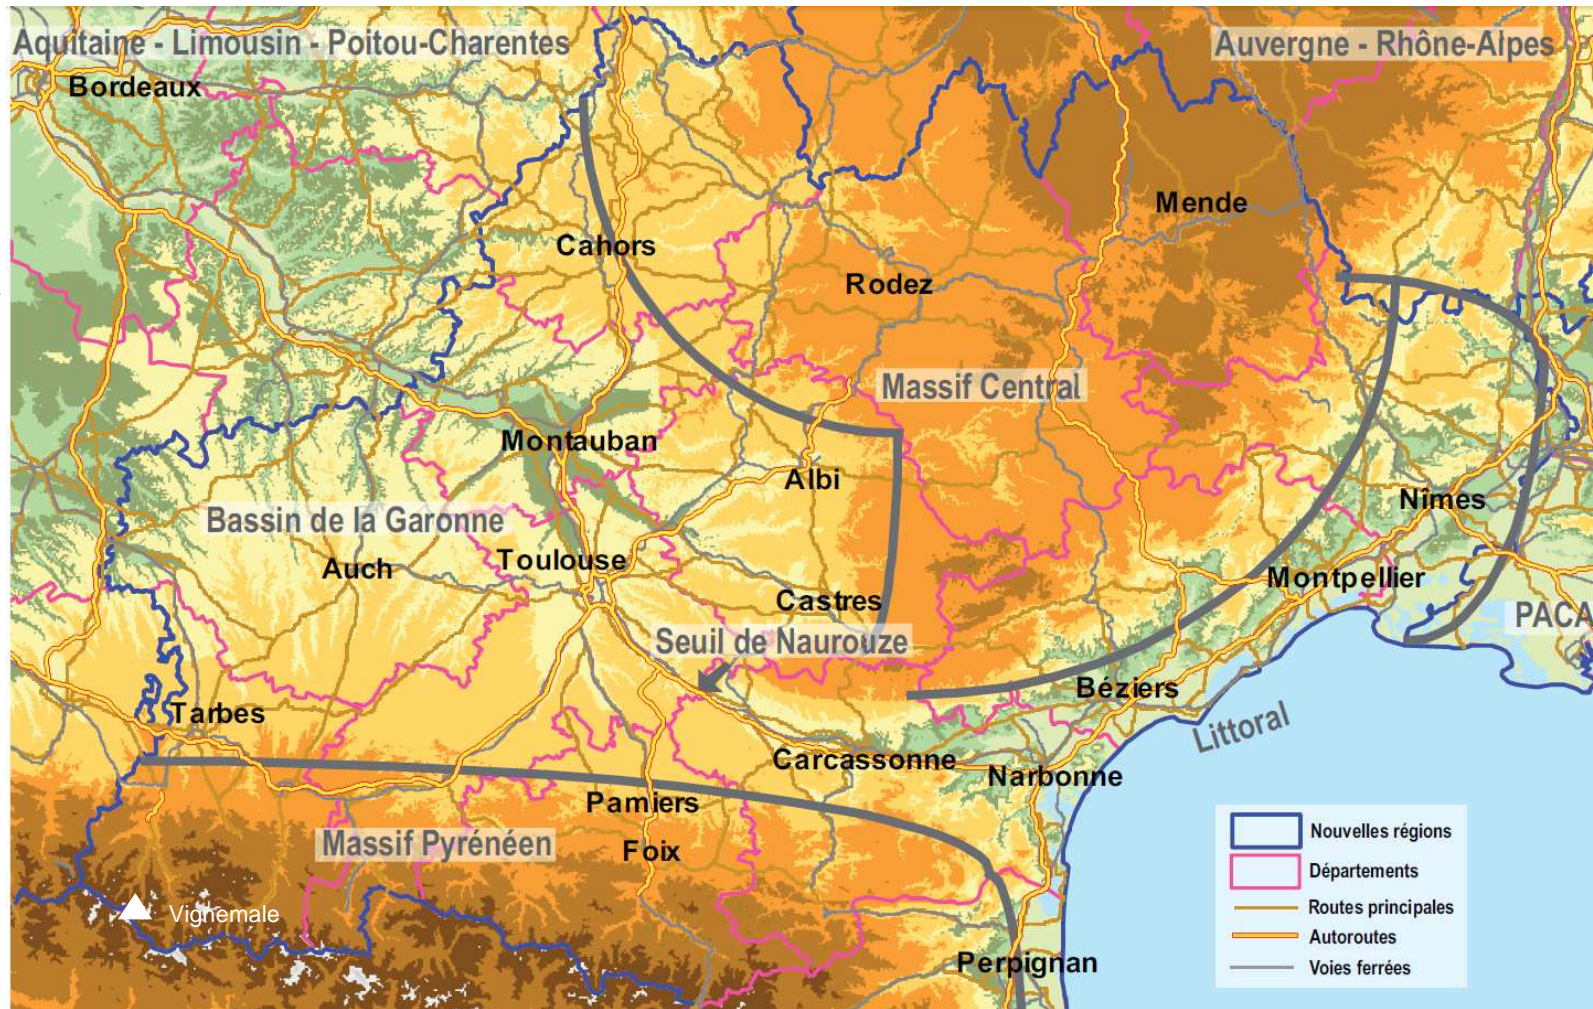 Aquitaine - Limousin - Poitou-Charentes
Auvergne - Rhône-Alpes
Bordeaux
Mende
Cahors
Rodez
Massif Central
Montauban
Albi
Nîmes
Bassin de la Garonne
Toulouse
Auch
Montpellier
Castres
PACA
Seuil de Naurouze
Béziers
Tarbes
Littoral
Carcassonne
Narbonne
Pamiers
Massif Pyrénéen
Foix
Vignemale
Perpignan
Nouvelles régions
Départements
Routes principales
Autoroutes
Voies ferrées